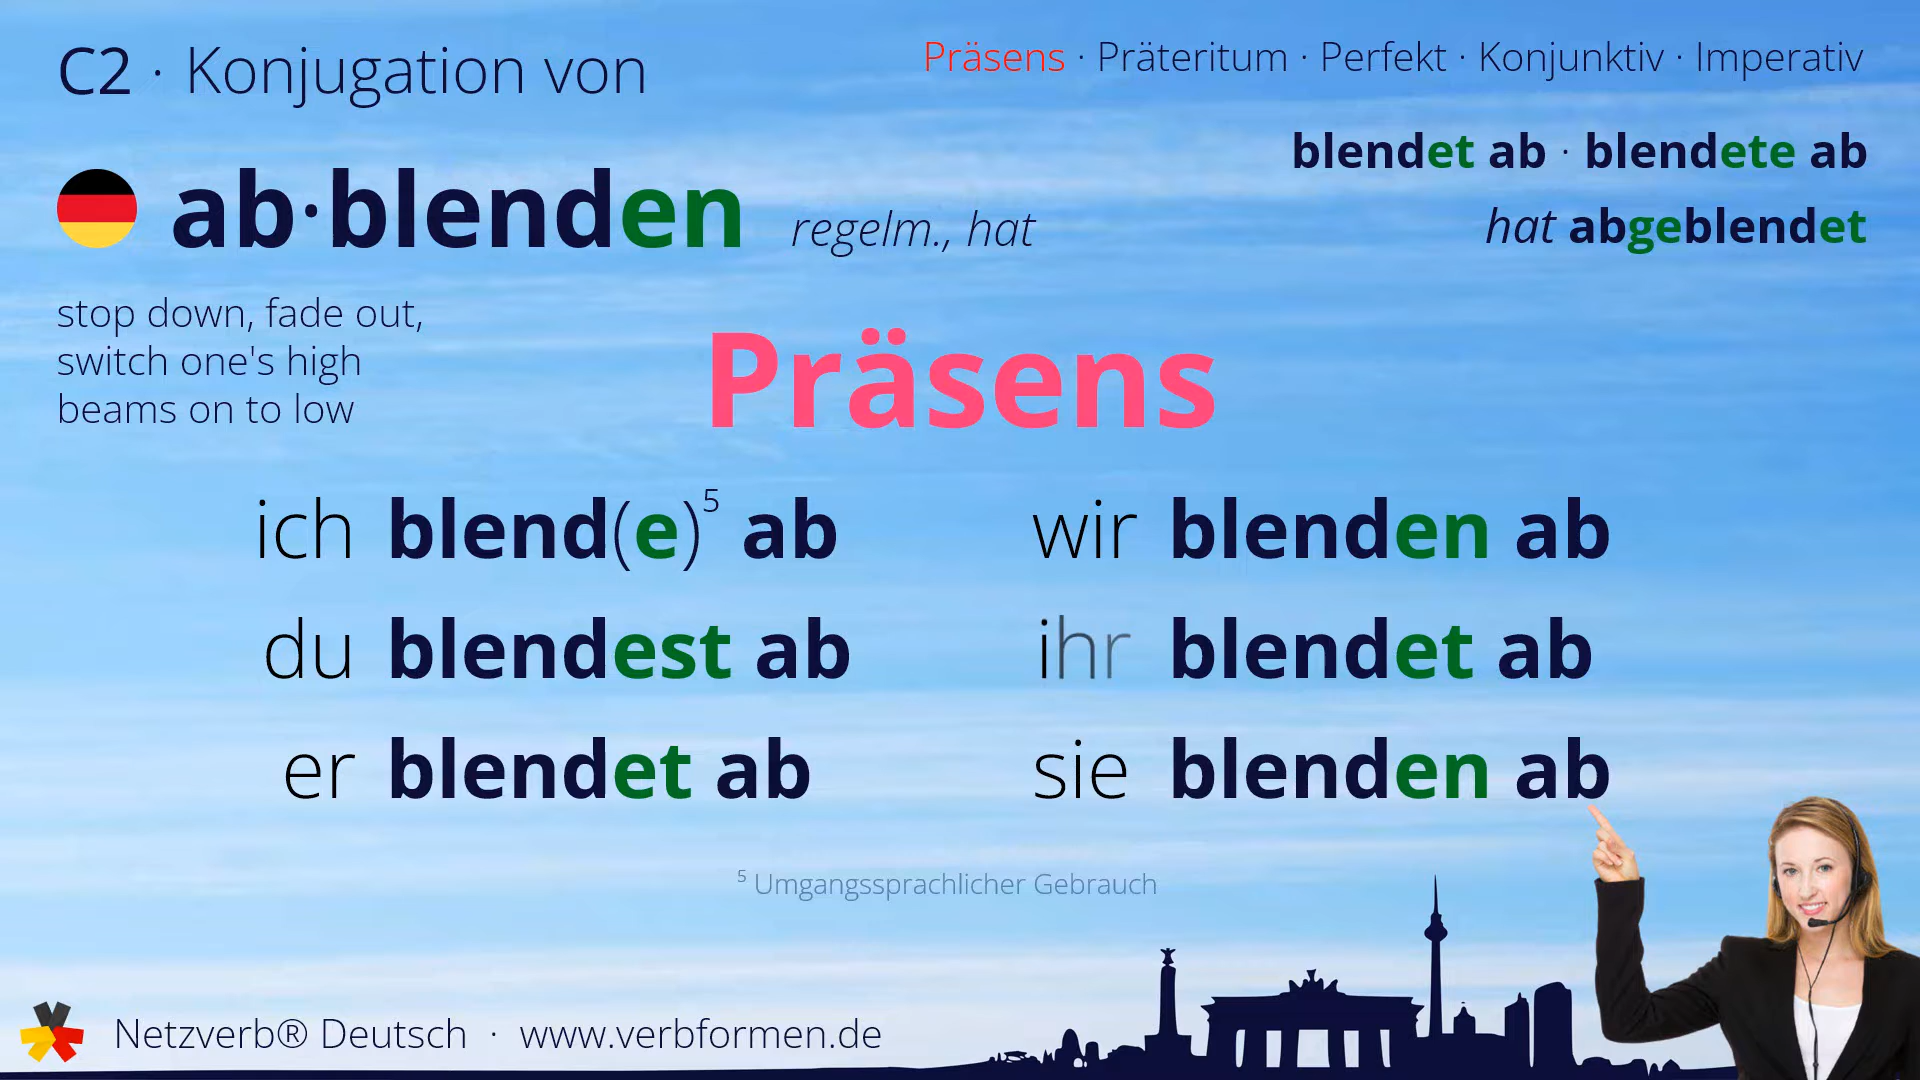 C2 · Konjugation von
Präsens · Präteritum · Perfekt · Konjunktiv · Imperativ
ab·blenden regelm., hat
blendet ab · blendete ab
hat abgeblendet
stop down, fade out,
switch one's high
beams on to low
Präsens
ich blend(e)⁵ ab
du blendest ab
er blendet ab
wir blenden ab
ihr blendet ab
sie blenden ab
⁵ Umgangssprachlicher Gebrauch
Netzverb® Deutsch · www.verbformen.de